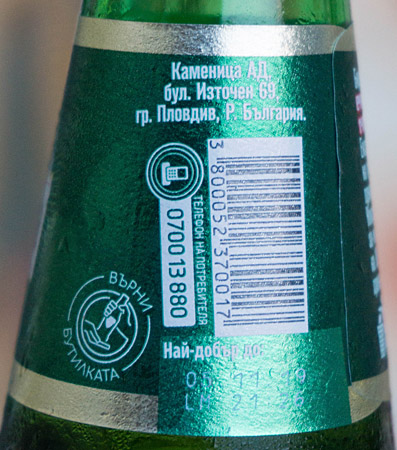 Каменица АД,
бул. Източен 69,
гр. Пловдив, Р. България.
3 800052 370017
ТЕЛЕФОН НА ПОТРЕБИТЕЛЯ
0700 13 880
ВЪРНИ
БУТИЛКАТА
Най-добър до: